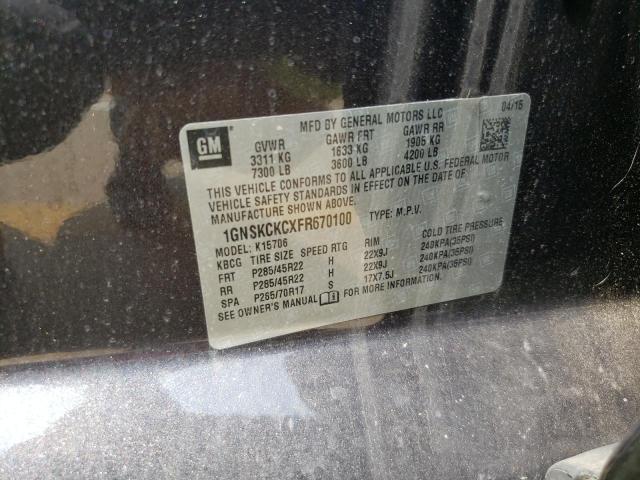 GM
MFD BY GENERAL MOTORS LLC 04/15
GVWR GAWR FRT GAWR RR
3311 KG 1633 KG 1905 KG
7300 LB 3600 LB 4200 LB
THIS VEHICLE CONFORMS TO ALL APPLICABLE U.S. FEDERAL MOTOR
VEHICLE SAFETY STANDARDS IN EFFECT ON THE DATE OF
MANUFACTURE SHOWN ABOVE.
1GNSKCKCXFR670100 TYPE: M.P.V.
MODEL: K15706
KBCG TIRE SIZE SPEED RTG RIM COLD TIRE PRESSURE
FRT P285/45R22 H 22X9J 240KPA(35PSI)
RR P285/45R22 H 22X9J 240KPA(35PSI)
SPA P265/70R17 S 17X7.5J 240KPA(35PSI)
SEE OWNER'S MANUAL FOR MORE INFORMATION.